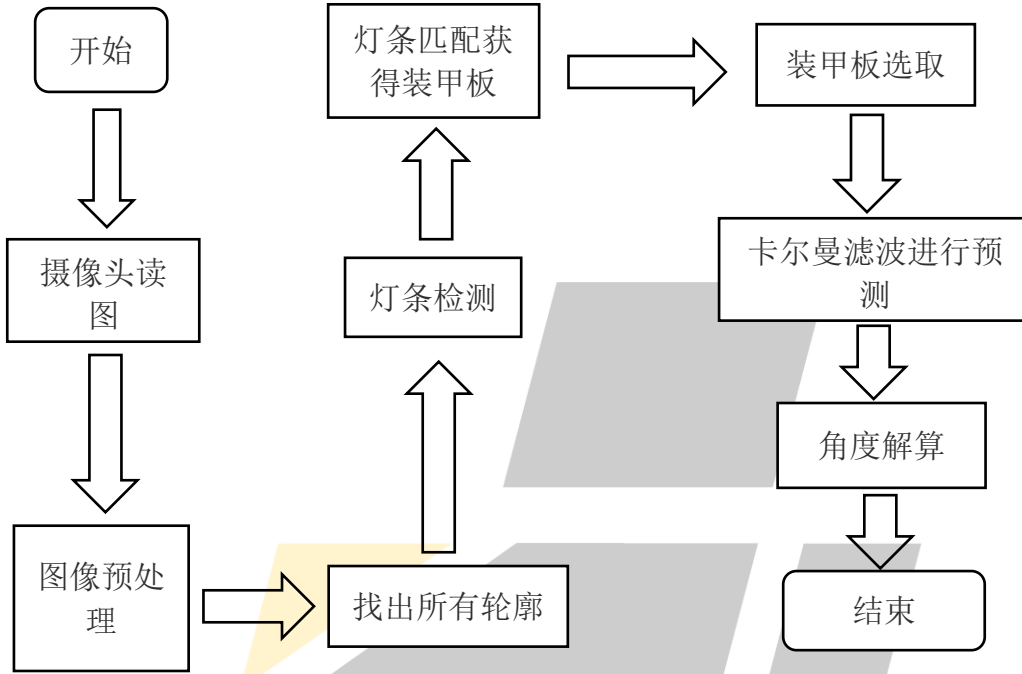 开始
摄像头读
图
图像预处
理
找出所有轮廓
灯条检测
灯条匹配获
得装甲板
装甲板选取
卡尔曼滤波进行预
测
角度解算
结束